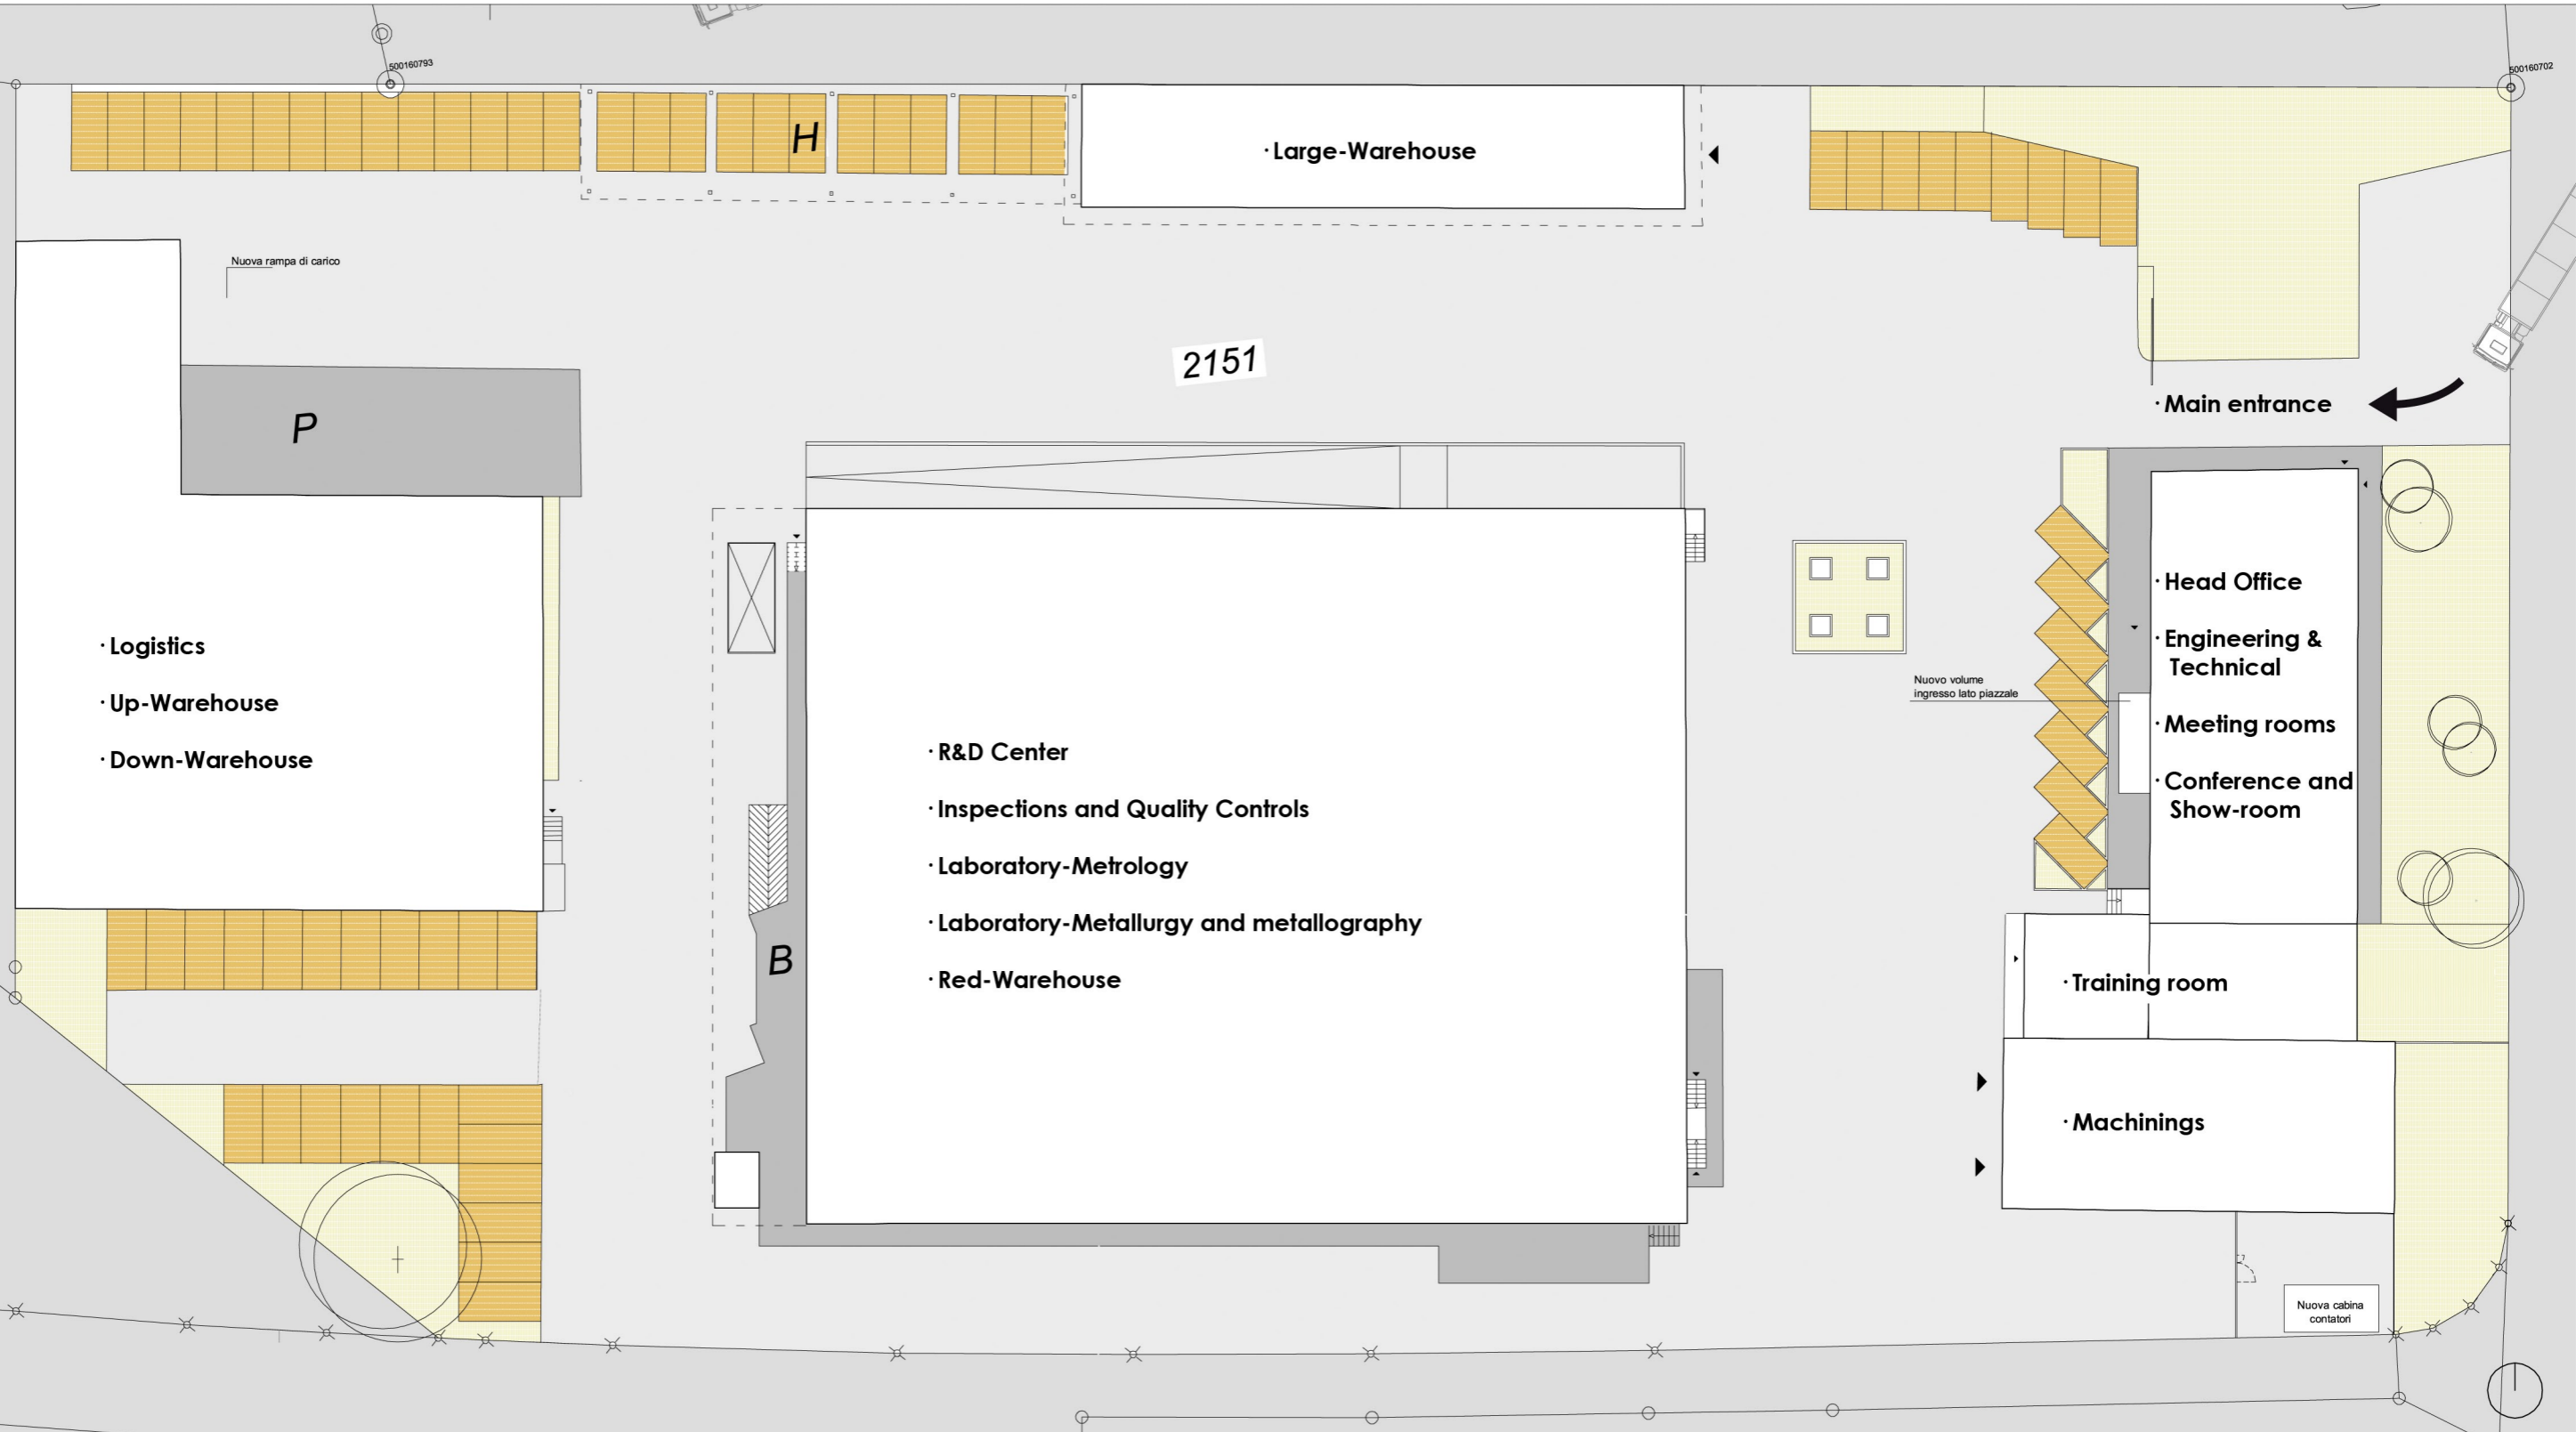 500160793
500160702
H
· Large-Warehouse
Nuova rampa di carico
2151
P
· Main entrance
· Logistics
· Up-Warehouse
· Down-Warehouse
· R&D Center
· Inspections and Quality Controls
· Laboratory-Metrology
· Laboratory-Metallurgy and metallography
· Red-Warehouse
B
Nuovo volume
ingresso lato piazzale
· Head Office
· Engineering &
Technical
· Meeting rooms
· Conference and
Show-room
· Training room
· Machinings
Nuova cabina
contatori